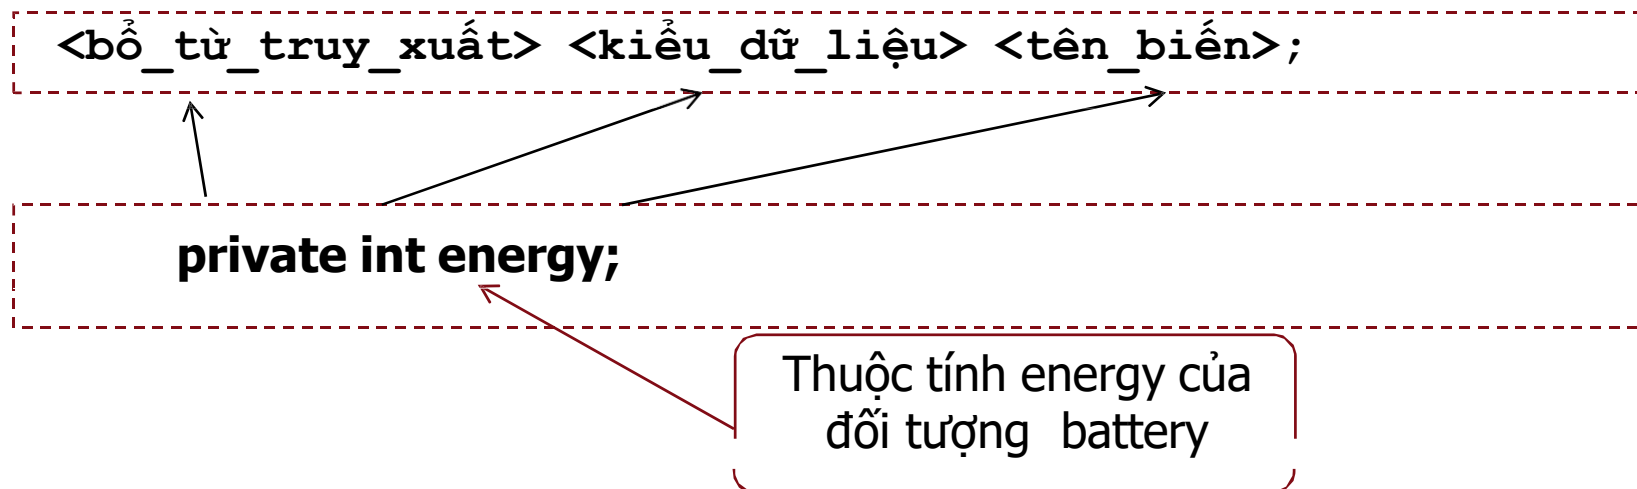 <bổ_từ_truy_xuất> <kiểu_dữ_liệu> <tên_biến>;
private int energy;
Thuộc tính energy của
đối tượng battery